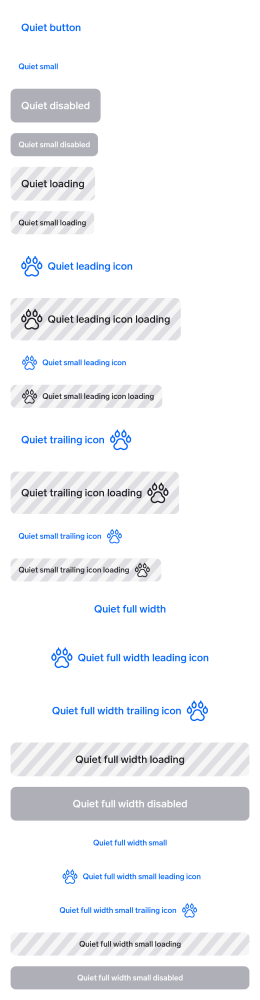 Quiet button
Quiet small
Quiet disabled
Quiet small disabled
Quiet loading
Quiet small loading
Quiet leading icon
Quiet leading icon loading
Quiet small leading icon
Quiet small leading icon loading
Quiet trailing icon
Quiet trailing icon loading
Quiet small trailing icon
Quiet small trailing icon loading
Quiet full width
Quiet full width leading icon
Quiet full width trailing icon
Quiet full width loading
Quiet full width disabled
Quiet full width small
Quiet full width small leading icon
Quiet full width small trailing icon
Quiet full width small loading
Quiet full width small disabled